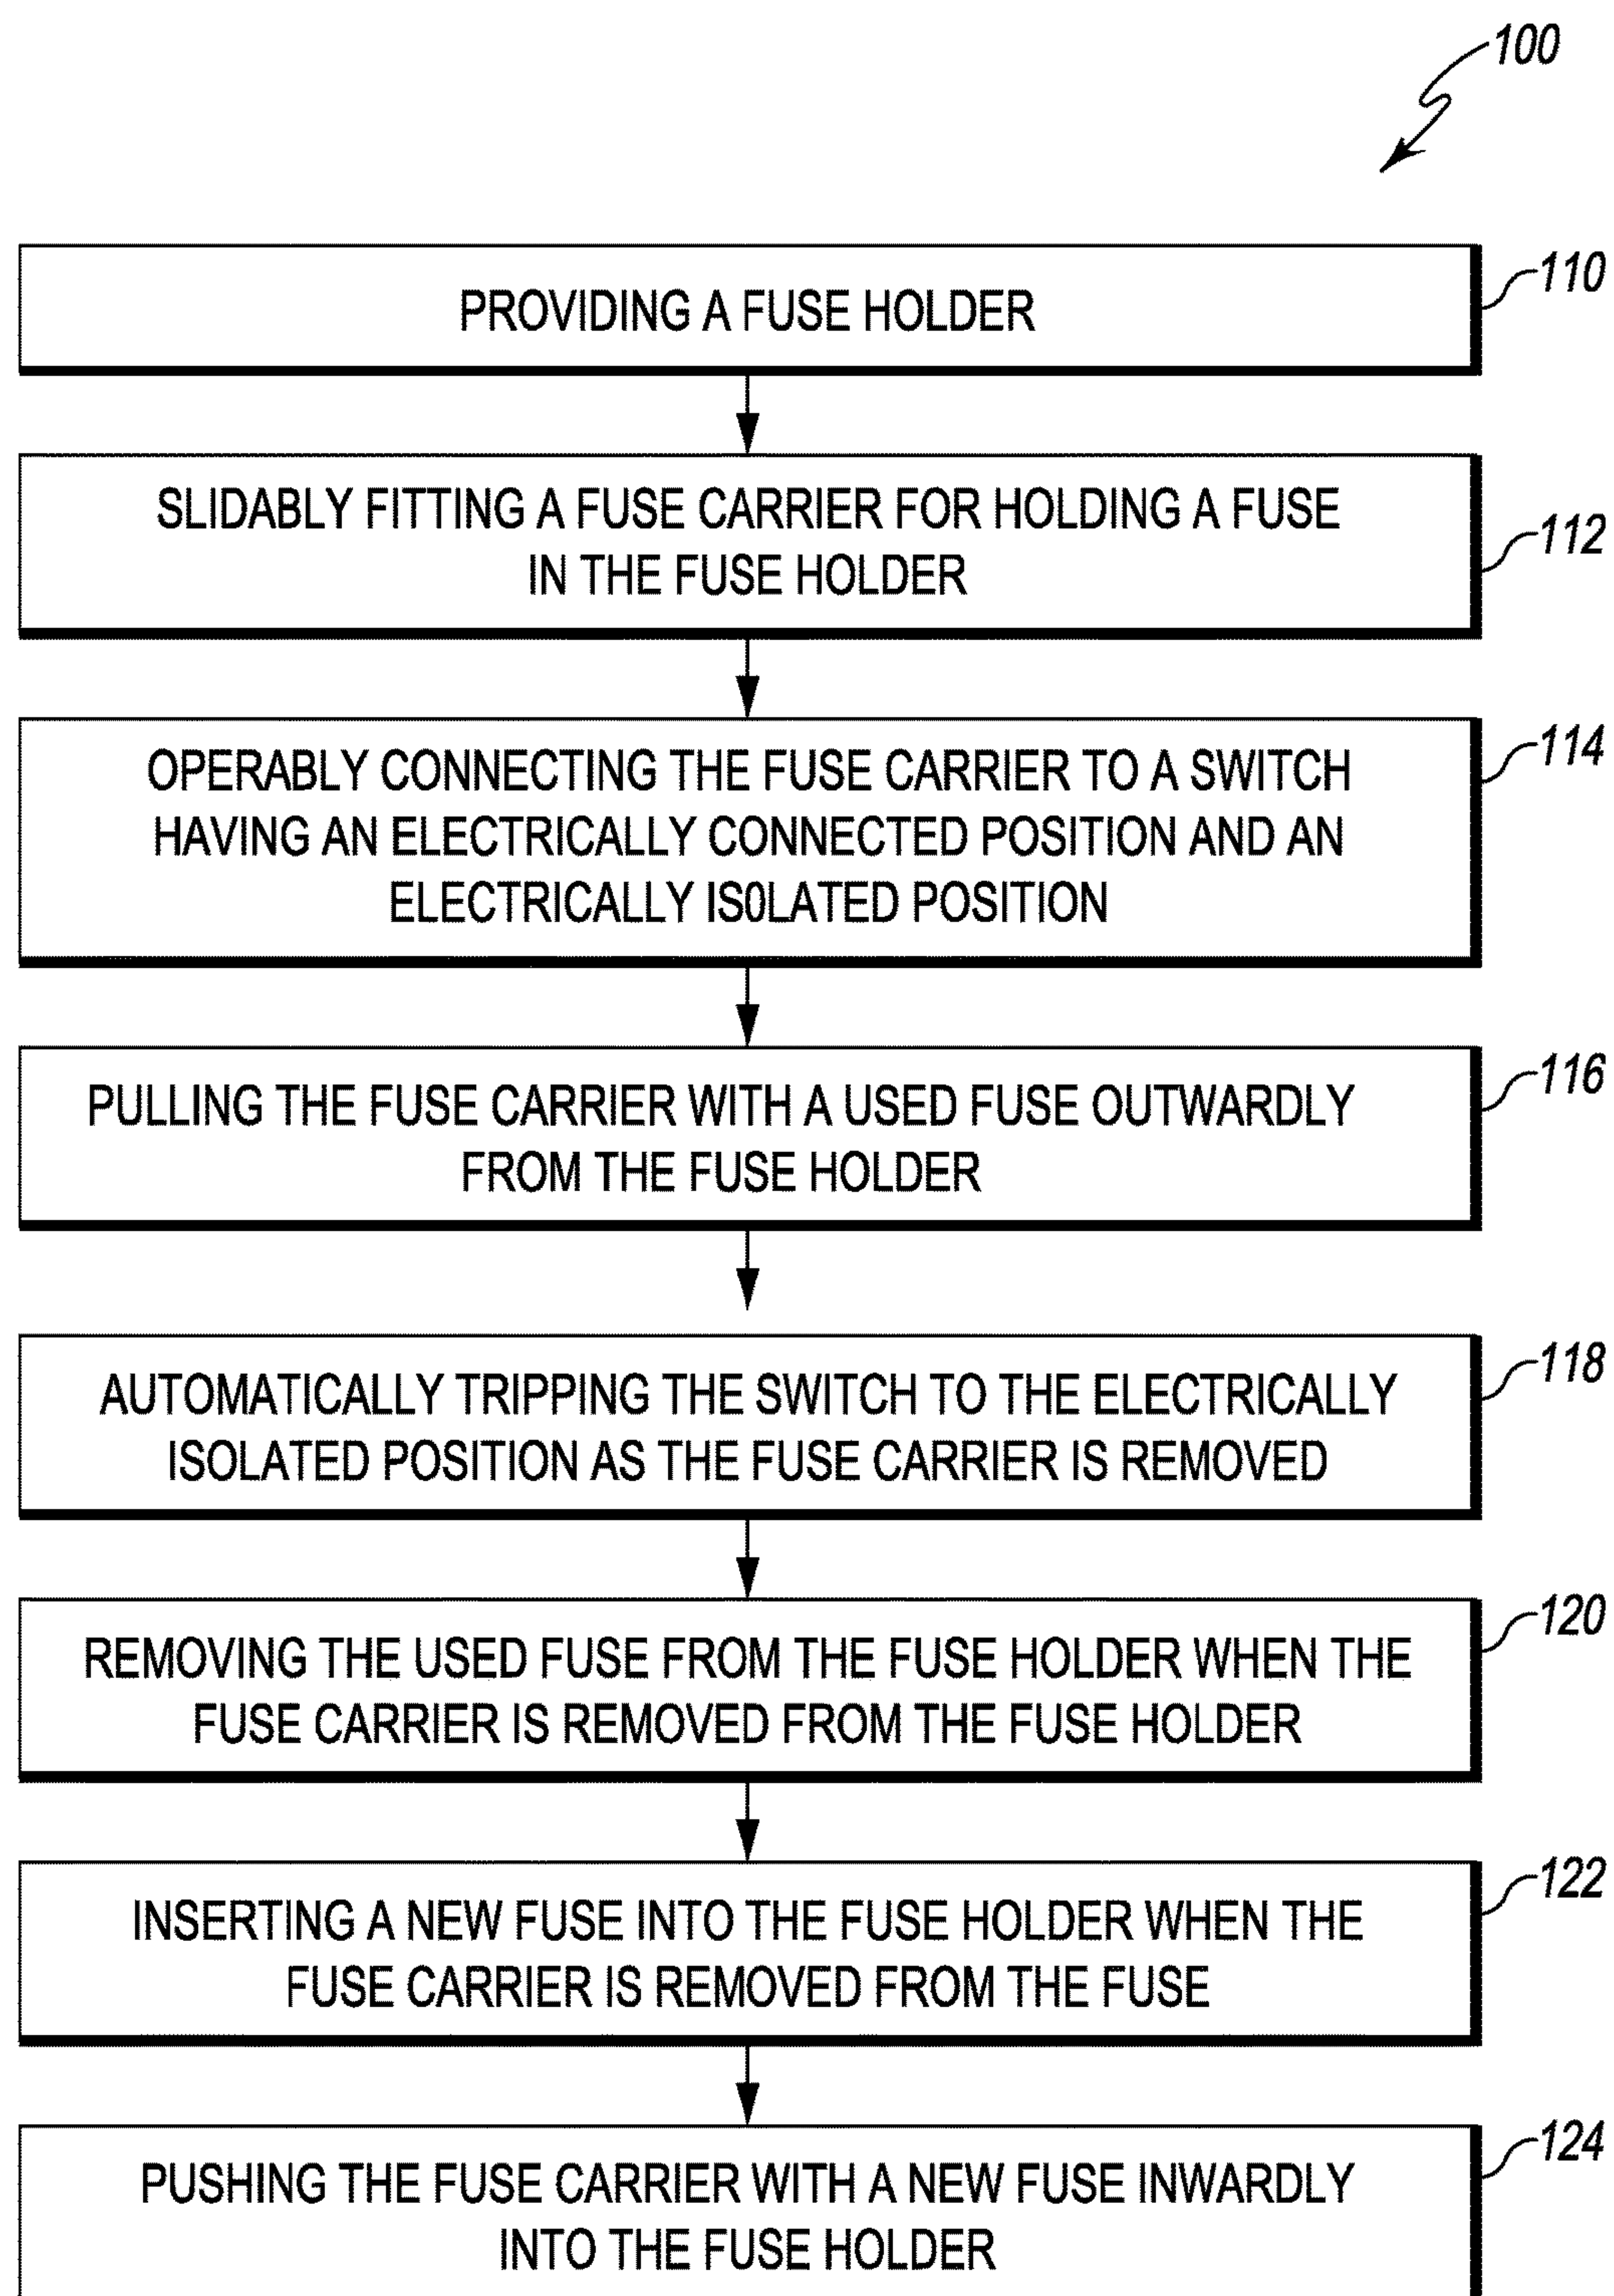 100
PROVIDING A FUSE HOLDER
110
SLIDABLY FITTING A FUSE CARRIER FOR HOLDING A FUSE
IN THE FUSE HOLDER
112
OPERABLY CONNECTING THE FUSE CARRIER TO A SWITCH
HAVING AN ELECTRICALLY CONNECTED POSITION AND AN
ELECTRICALLY ISOLATED POSITION
114
PULLING THE FUSE CARRIER WITH A USED FUSE OUTWARDLY
FROM THE FUSE HOLDER
116
AUTOMATICALLY TRIPPING THE SWITCH TO THE ELECTRICALLY
ISOLATED POSITION AS THE FUSE CARRIER IS REMOVED
118
REMOVING THE USED FUSE FROM THE FUSE HOLDER WHEN THE
FUSE CARRIER IS REMOVED FROM THE FUSE HOLDER
120
INSERTING A NEW FUSE INTO THE FUSE HOLDER WHEN THE
FUSE CARRIER IS REMOVED FROM THE FUSE
122
PUSHING THE FUSE CARRIER WITH A NEW FUSE INWARDLY
INTO THE FUSE HOLDER
124